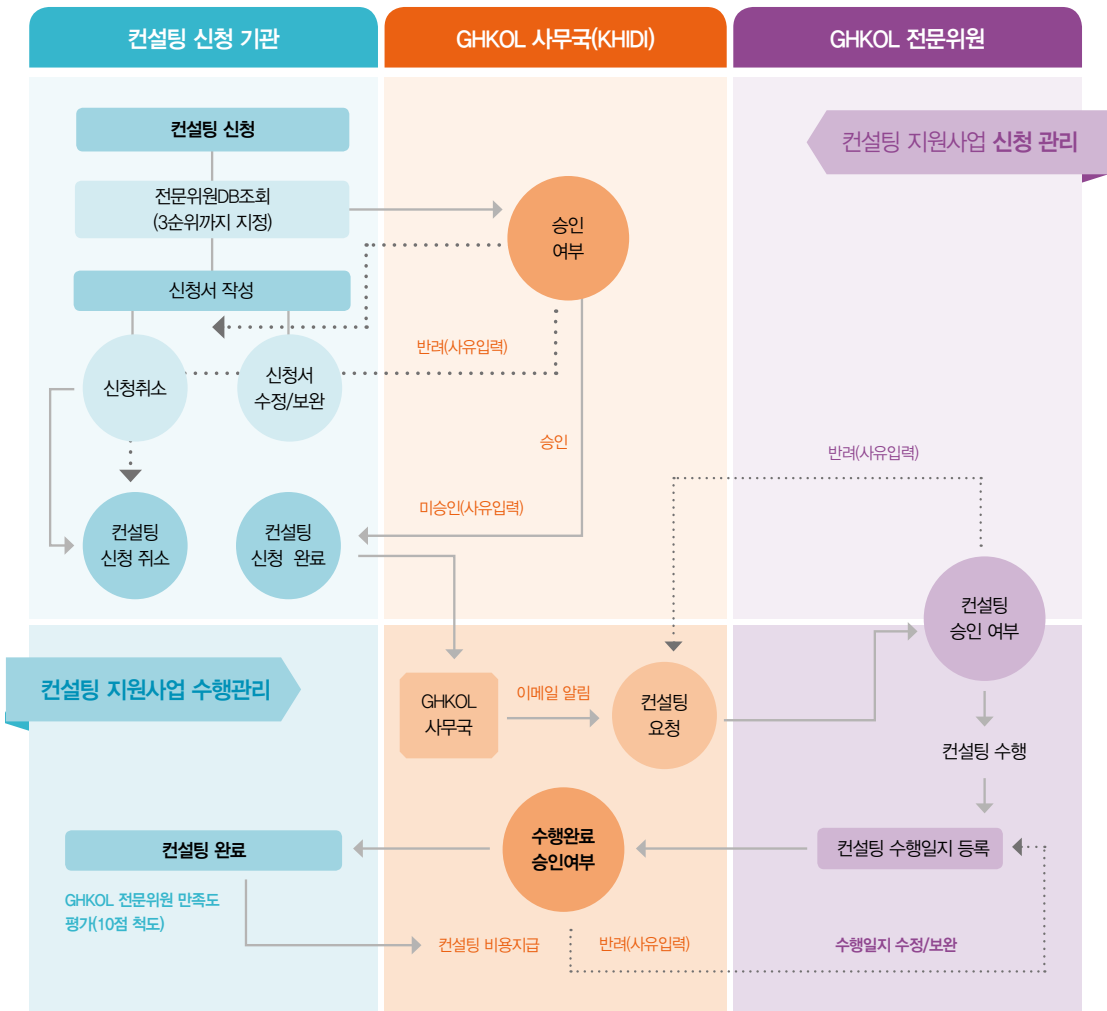 컨설팅 신청 기관
GHKOL 사무국(KHIDI)
GHKOL 전문위원
컨설팅 신청
컨설팅 지원사업 신청 관리
전문위원DB조회
(3순위까지 지정)
승인
여부
신청서 작성
반려(사유입력)
신청취소
신청서
수정/보완
승인
반려(사유입력)
미승인(사유입력)
컨설팅
신청 취소
컨설팅
신청 완료
컨설팅
승인 여부
컨설팅 지원사업 수행관리
GHKOL
사무국
이메일 알림
컨설팅
요청
컨설팅 수행
수행완료
승인여부
컨설팅 완료
컨설팅 수행일지 등록
GHKOL 전문위원 만족도
평가(10점 척도)
컨설팅 비용지급
반려(사유입력)
수행일지 수정/보완